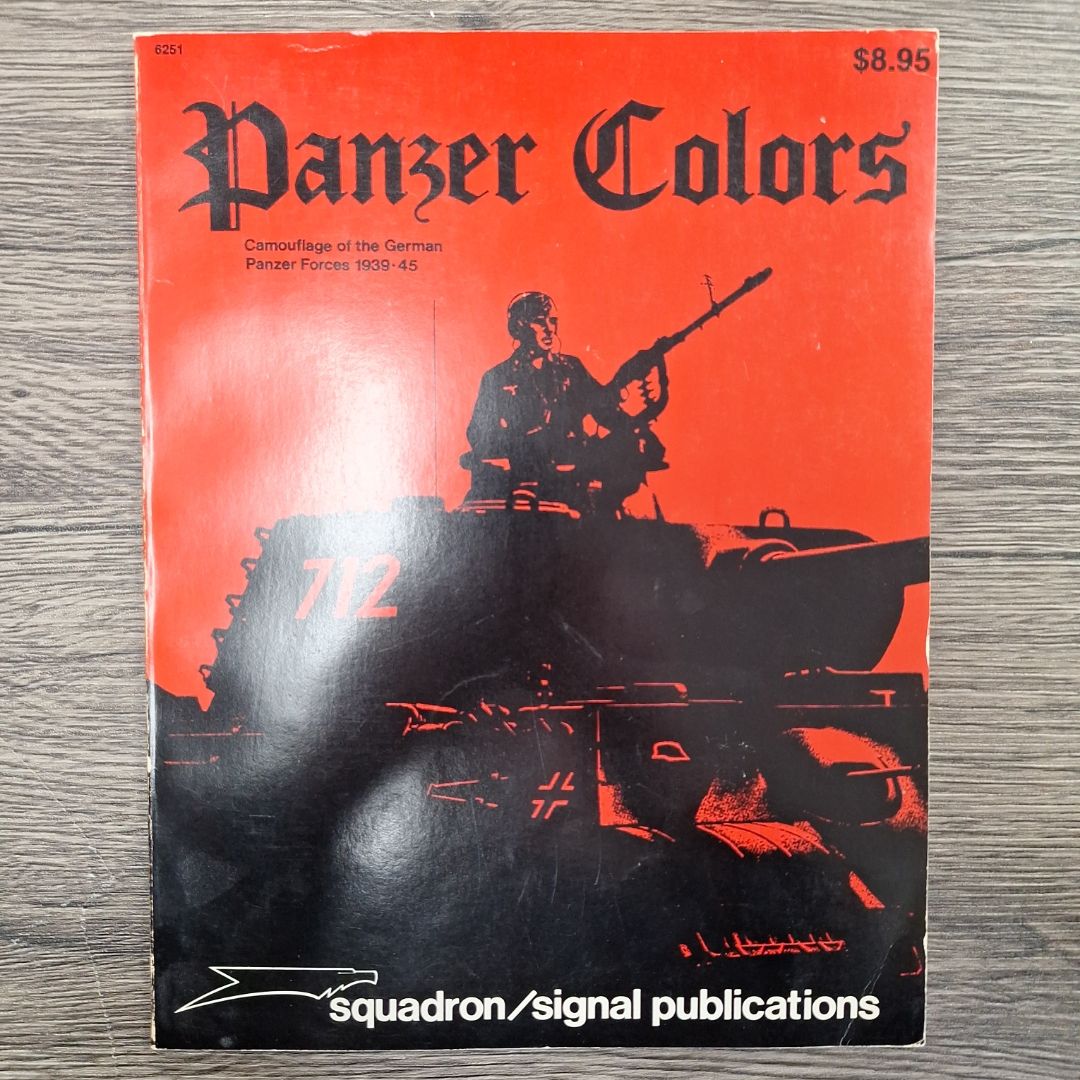 6251
$8.95
Panzer Colors
Camouflage of the German
Panzer Forces 1939·45
712
squadron/signal publications